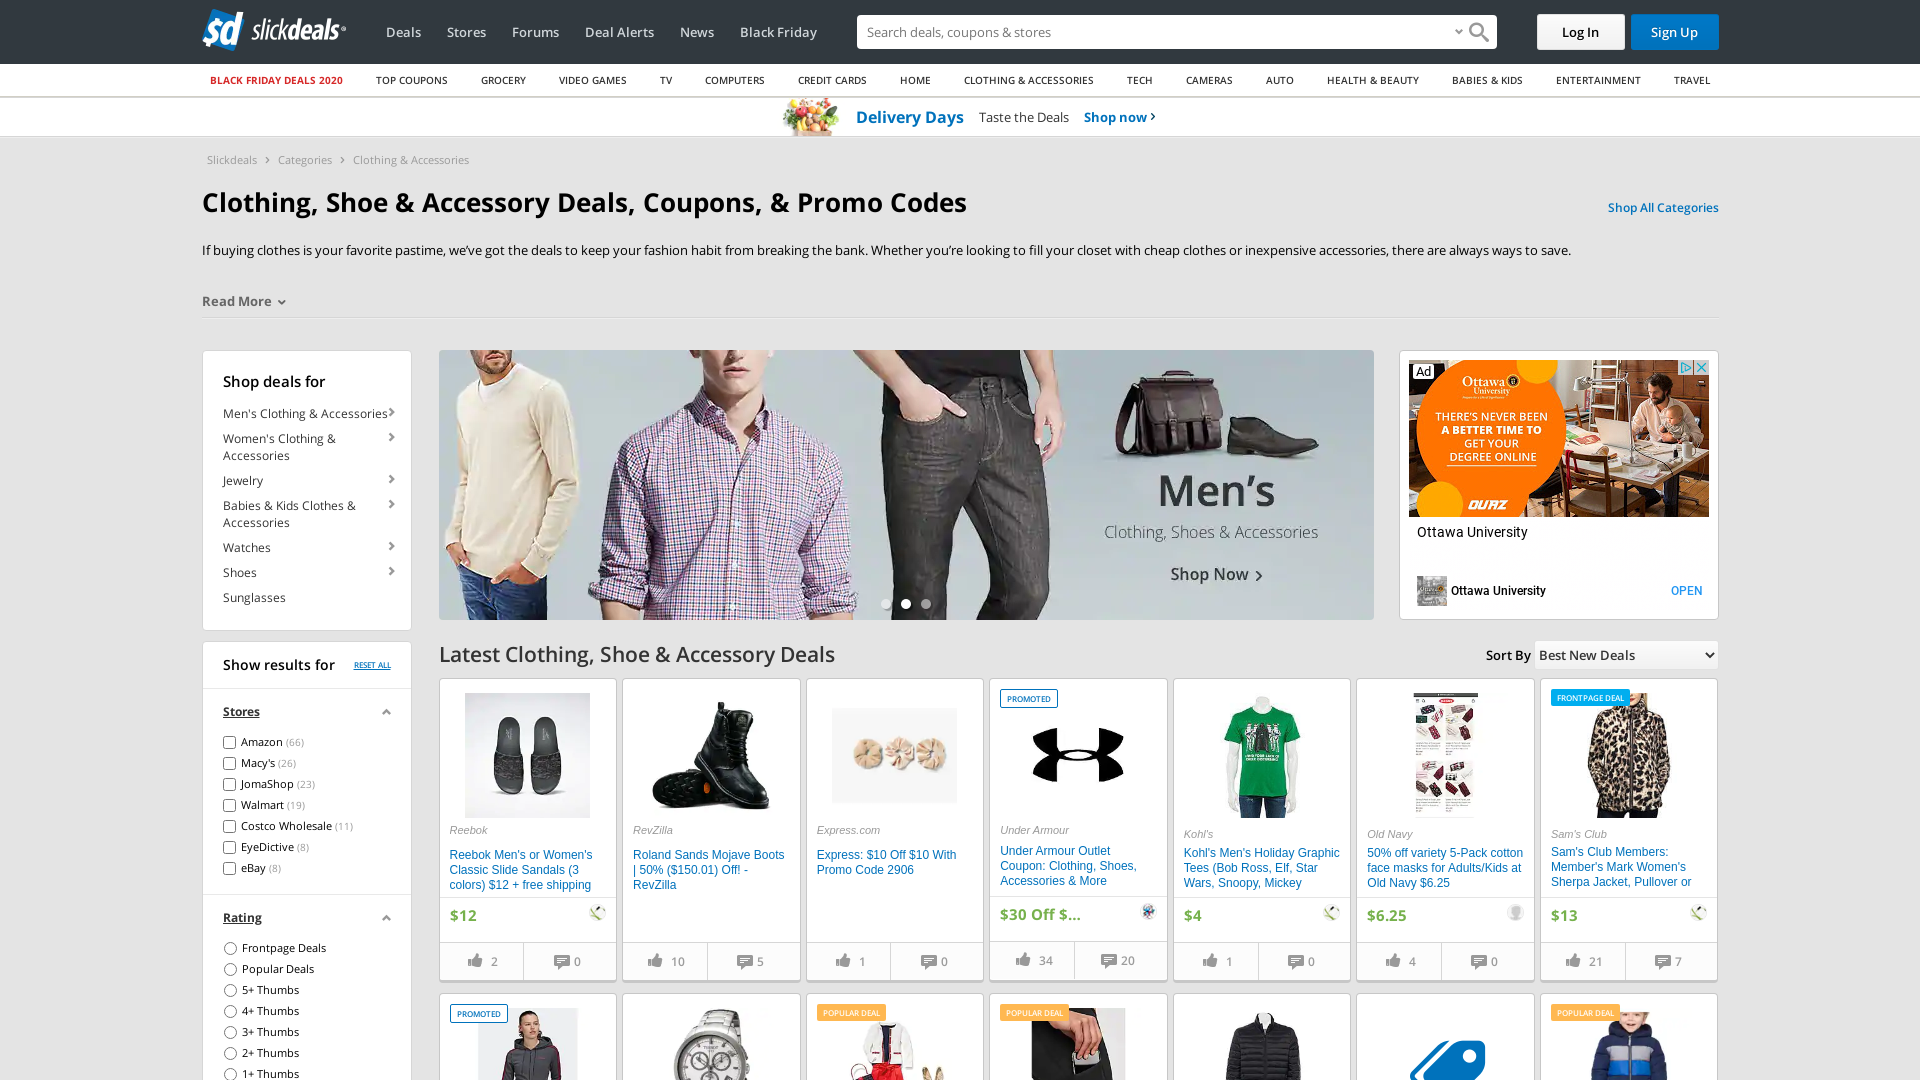 slickdeals
Deals
Stores
Forums
Deal Alerts
News
Black Friday
Search deals, coupons & stores
Log In
Sign Up
BLACK FRIDAY DEALS 2020
TOP COUPONS
GROCERY
VIDEO GAMES
TV
COMPUTERS
CREDIT CARDS
HOME
CLOTHING & ACCESSORIES
TECH
CAMERAS
AUTO
HEALTH & BEAUTY
BABIES & KIDS
ENTERTAINMENT
TRAVEL
Delivery Days Taste the Deals Shop now
Slickdeals > Categories > Clothing & Accessories
Clothing, Shoe & Accessory Deals, Coupons, & Promo Codes
Shop All Categories
If buying clothes is your favorite pastime, we’ve got the deals to keep your fashion habit from breaking the bank. Whether you’re looking to fill your closet with cheap clothes or inexpensive accessories, there are always ways to save.
Read More
Shop deals for
Men's Clothing & Accessories
Women's Clothing &
Accessories
Jewelry
Babies & Kids Clothes &
Accessories
Watches
Shoes
Sunglasses
Men’s
Clothing, Shoes & Accessories
Shop Now
Ad
Ottawa
University
THERE'S NEVER BEEN
A BETTER TIME TO
GET YOUR
DEGREE ONLINE
OURZ
Ottawa University
Ottawa University
OPEN
Show results for
RESET ALL
Stores
Amazon (66)
Macy's (26)
JomaShop (23)
Walmart (19)
Costco Wholesale (11)
EyeDictive (8)
eBay (8)
Rating
Frontpage Deals
Popular Deals
5+ Thumbs
4+ Thumbs
3+ Thumbs
2+ Thumbs
1+ Thumbs
Latest Clothing, Shoe & Accessory Deals
Sort By Best New Deals
Reebok
Reebok Men's or Women's
Classic Slide Sandals (3
colors) $12 + free shipping
$12
2
0
RevZilla
Roland Sands Mojave Boots
| 50% ($150.01) Off! -
RevZilla
10
5
Express.com
Express: $10 Off $10 With
Promo Code 2906
1
0
PROMOTED
Under Armour
Under Armour Outlet
Coupon: Clothing, Shoes,
Accessories & More
$30 Off $...
34
20
Kohl's
Kohl's Men's Holiday Graphic
Tees (Bob Ross, Elf, Star
Wars, Snoopy, Mickey
$4
1
0
Old Navy
50% off variety 5-Pack cotton
face masks for Adults/Kids at
Old Navy $6.25
$6.25
4
0
FRONTPAGE DEAL
Sam's Club
Sam's Club Members:
Member's Mark Women's
Sherpa Jacket, Pullover or
$13
21
7
PROMOTED
POPULAR DEAL
POPULAR DEAL
POPULAR DEAL